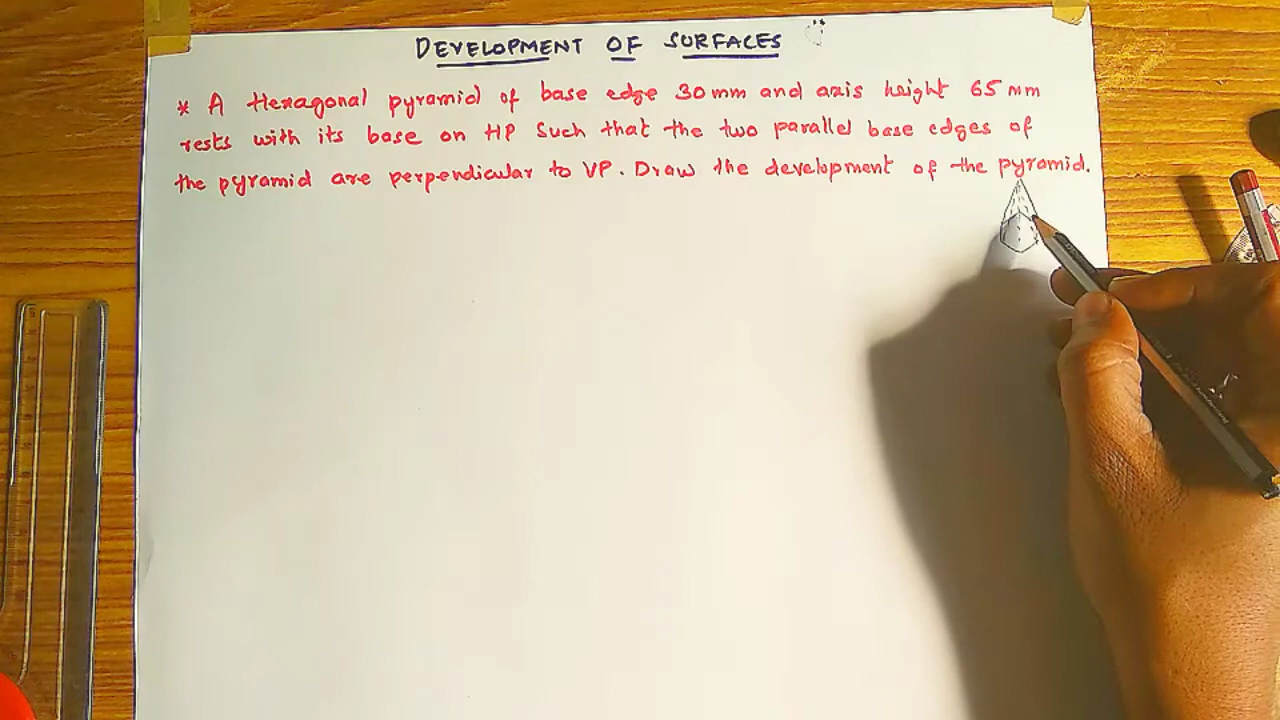 DEVELOPMENT OF SURFACES
* A Hexagonal pyramid of base edge 30 mm and axis height 65 mm
rests with its base on HP Such that the two parallel base edges of
the pyramid are perpendicular to VP. Draw the development of the pyramid.